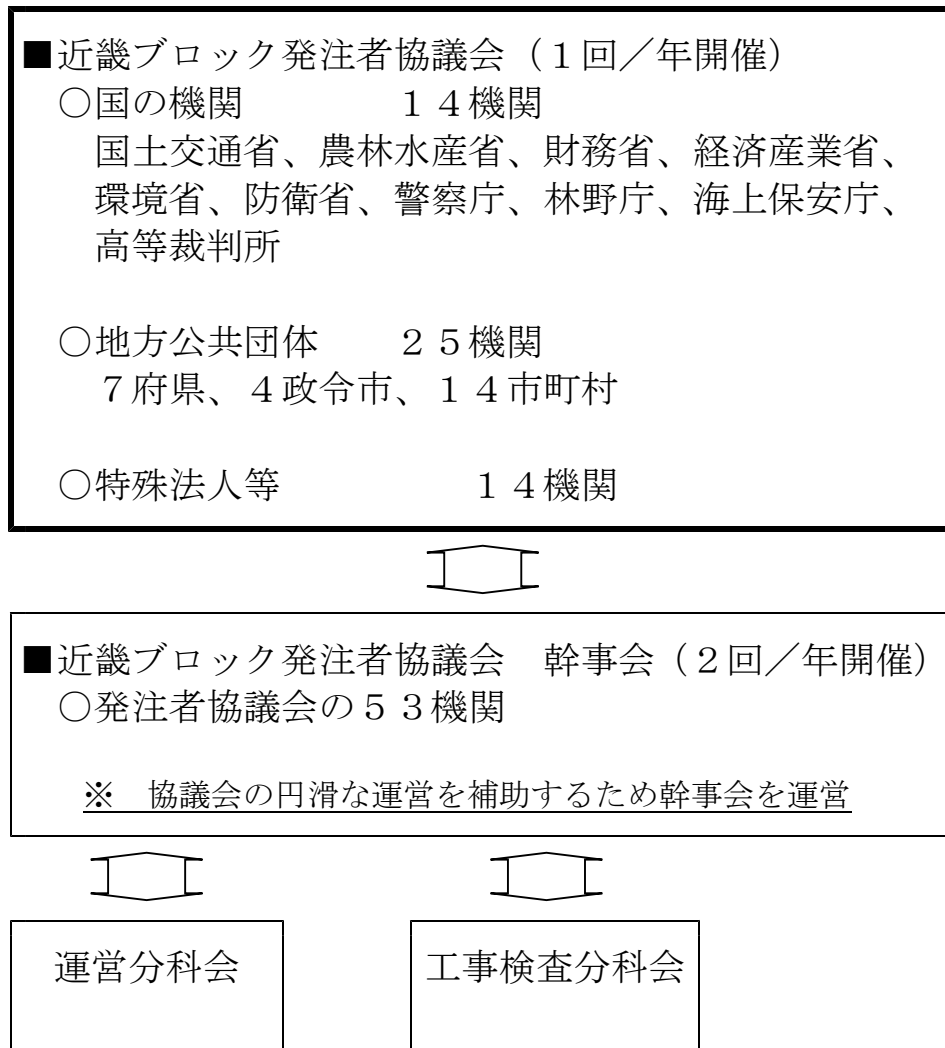 ■近畿ブロック発注者協議会（１回／年開催）
○国の機関　　　　１４機関
国土交通省、農林水産省、財務省、経済産業省、
環境省、防衛省、警察庁、林野庁、海上保安庁、
高等裁判所
○地方公共団体　　２５機関
７府県、４政令市、１４市町村
○特殊法人等　　　　　１４機関
■近畿ブロック発注者協議会　幹事会（２回／年開催）
○発注者協議会の５３機関
※　協議会の円滑な運営を補助するため幹事会を運営
運営分科会
工事検査分科会